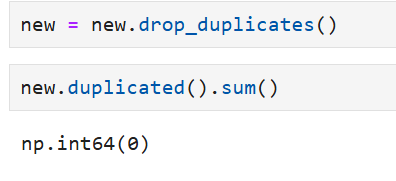 new = new.drop_duplicates()
new.duplicated().sum()
np.int64(0)